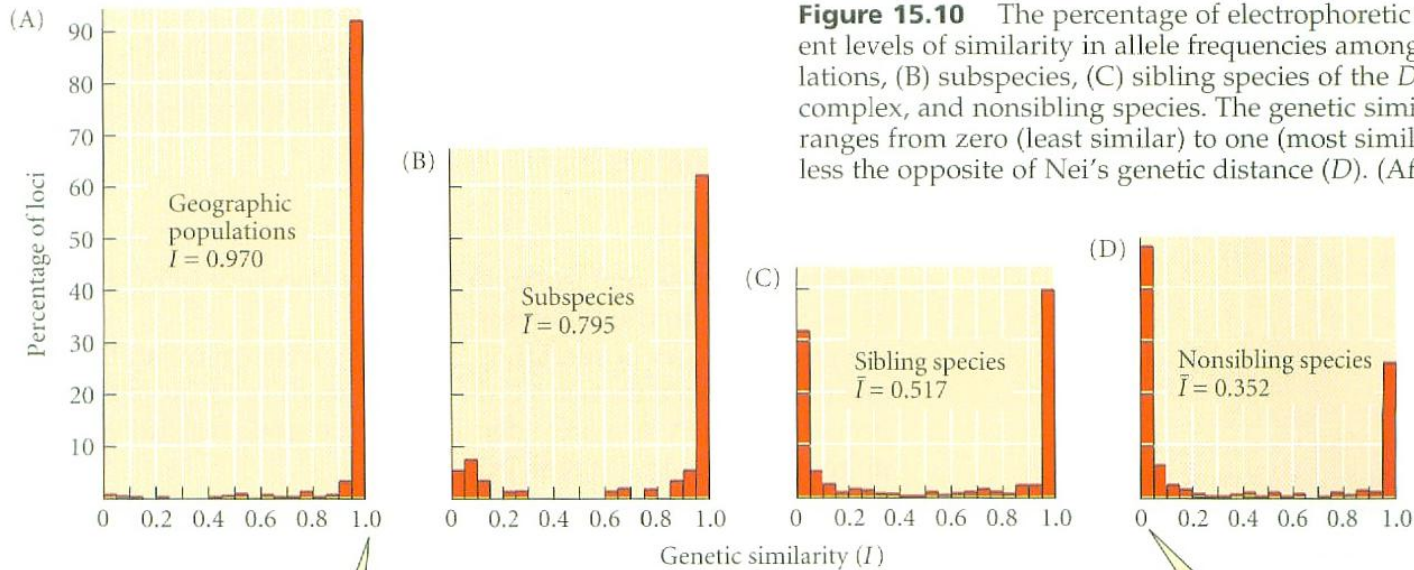 Figure 15.10 The percentage of electrophoretic
ent levels of similarity in allele frequencies among
lations, (B) subspecies, (C) sibling species of the D
complex, and nonsibling species. The genetic simi
ranges from zero (least similar) to one (most simil
less the opposite of Nei's genetic distance (D). (Af
(A)
Percentage of loci
90
80
70
60
50
40
30
20
10
Geographic
populations
I = 0.970
0 0.2 0.4 0.6 0.8 1.0
(B)
Subspecies
Ī = 0.795
0 0.2 0.4 0.6 0.8 1.0
(C)
Sibling species
Ī = 0.517
0 0.2 0.4 0.6 0.8 1.0
(D)
Nonsibling species
Ī = 0.352
0 0.2 0.4 0.6 0.8 1.0
Genetic similarity (I)